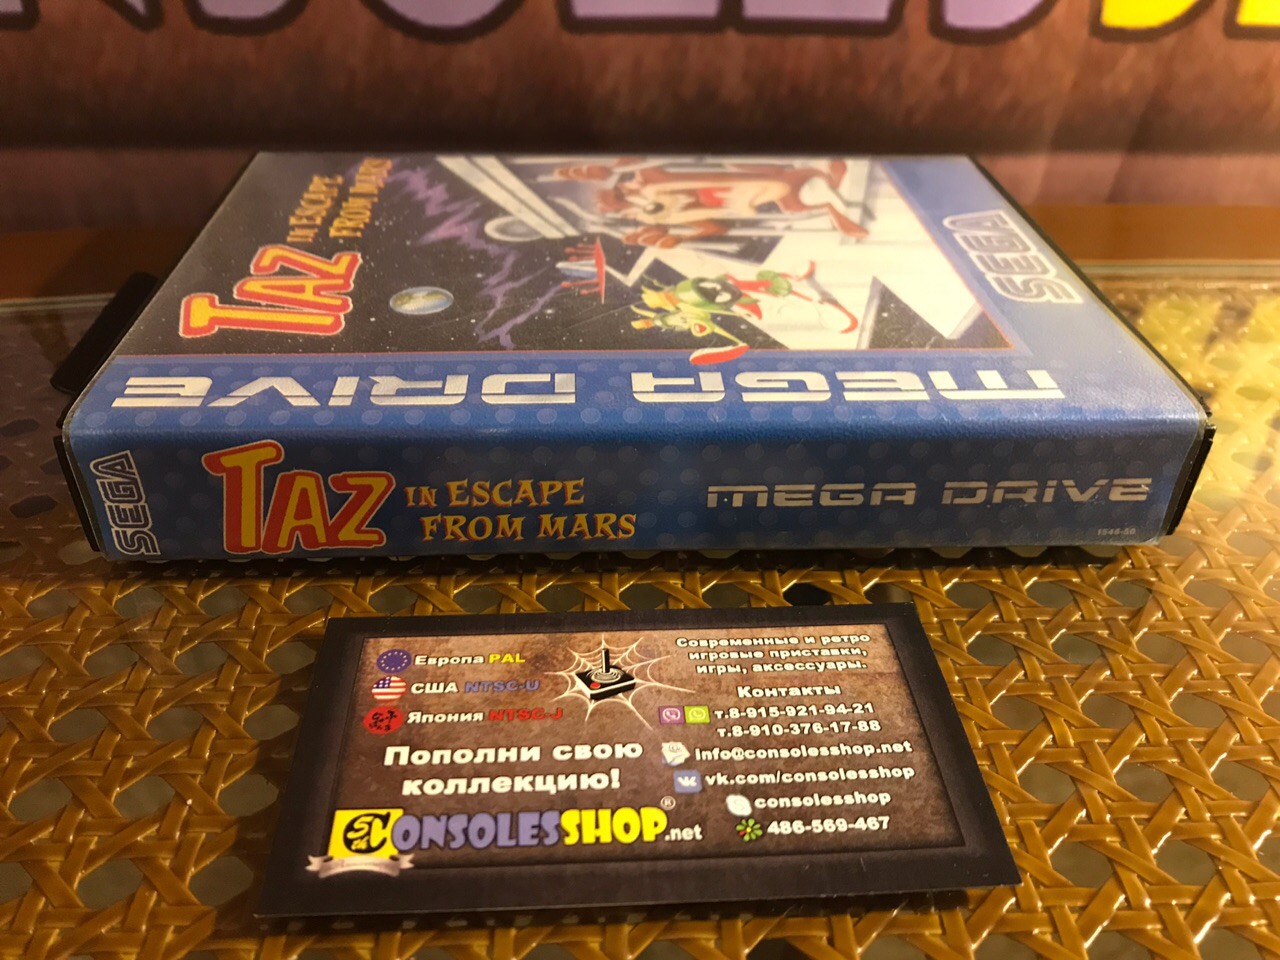 TAZ
IN ESCAPE
FROM MARS
SEGA
MEGA DRIVE
SEGA
TAZ
IN ESCAPE
FROM MARS
MEGA DRIVE
Европа PAL
США NTSC-U
Япония NTSC-J
Пополни свою
коллекцию!
CONSOLESSHOP.net
®
Современные и ретро
игровые приставки,
игры, аксессуары.
Контакты
т.8-915-921-94-21
т.8-910-376-17-88
info@consolesshop.net
vk.com/consolesshop
consolesshop
486-569-467